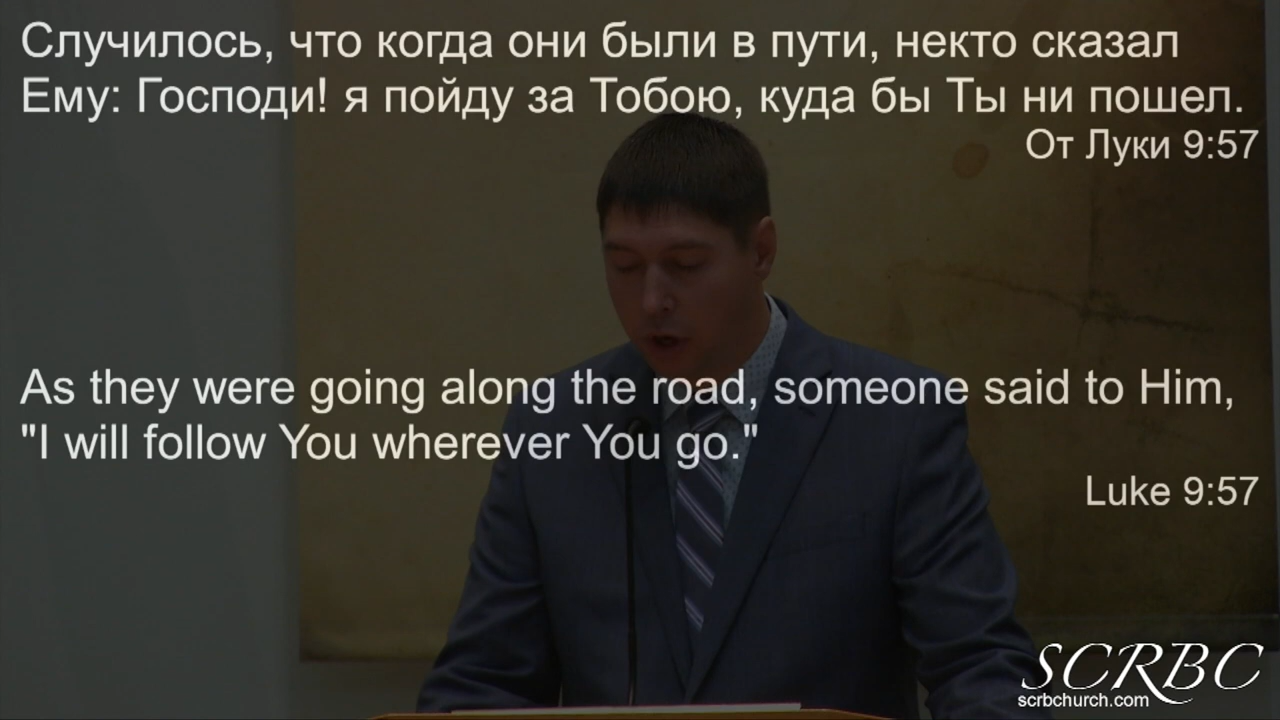 Случилось, что когда они были в пути, некто сказал
Ему: Господи! я пойду за Тобою, куда бы Ты ни пошел.
От Луки 9:57
As they were going along the road, someone said to Him,
"I will follow You wherever You go."
Luke 9:57
SCRBC
scrbchurch.com